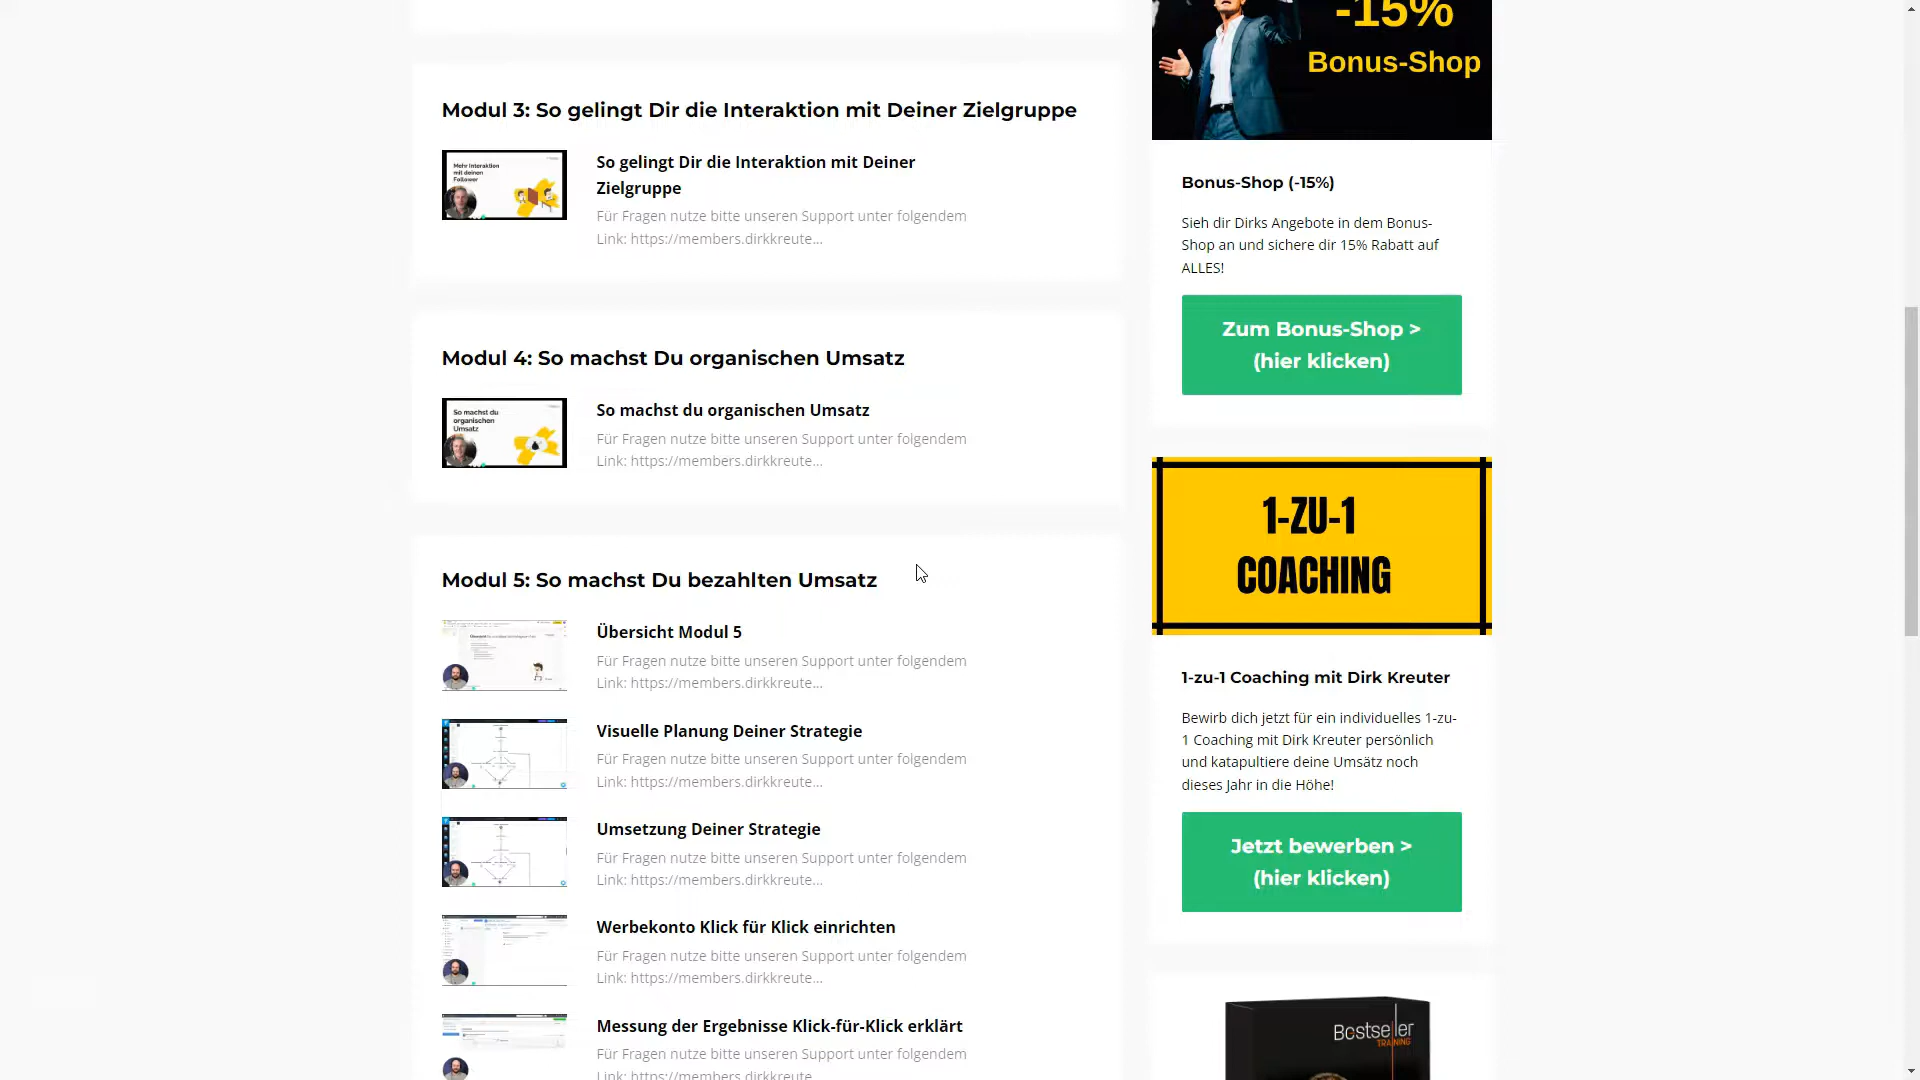 Modul 3: So gelingt Dir die Interaktion mit Deiner Zielgruppe
Mehr Interaktion
mit deinen
Follower
So gelingt Dir die Interaktion mit Deiner
Zielgruppe
Für Fragen nutze bitte unseren Support unter folgendem
Link: https://members.dirkkreute...
Modul 4: So machst Du organischen Umsatz
So machst du
organischen
Umsatz
So machst du organischen Umsatz
Für Fragen nutze bitte unseren Support unter folgendem
Link: https://members.dirkkreute...
Modul 5: So machst Du bezahlten Umsatz
Übersicht Modul 5
Für Fragen nutze bitte unseren Support unter folgendem
Link: https://members.dirkkreute...
Visuelle Planung Deiner Strategie
Für Fragen nutze bitte unseren Support unter folgendem
Link: https://members.dirkkreute...
Umsetzung Deiner Strategie
Für Fragen nutze bitte unseren Support unter folgendem
Link: https://members.dirkkreute...
Werbekonto Klick für Klick einrichten
Für Fragen nutze bitte unseren Support unter folgendem
Link: https://members.dirkkreute...
Messung der Ergebnisse Klick-für-Klick erklärt
Für Fragen nutze bitte unseren Support unter folgendem
Link: https://members.dirkkreute...
-15%
Bonus-Shop
Bonus-Shop (-15%)
Sieh dir Dirks Angebote in dem Bonus-
Shop an und sichere dir 15% Rabatt auf
ALLES!
Zum Bonus-Shop >
(hier klicken)
1-ZU-1
COACHING
1-zu-1 Coaching mit Dirk Kreuter
Bewirb dich jetzt für ein individuelles 1-zu-
1 Coaching mit Dirk Kreuter persönlich
und katapultiere deine Umsätz noch
dieses Jahr in die Höhe!
Jetzt bewerben >
(hier klicken)
Bestseller
TRAINING